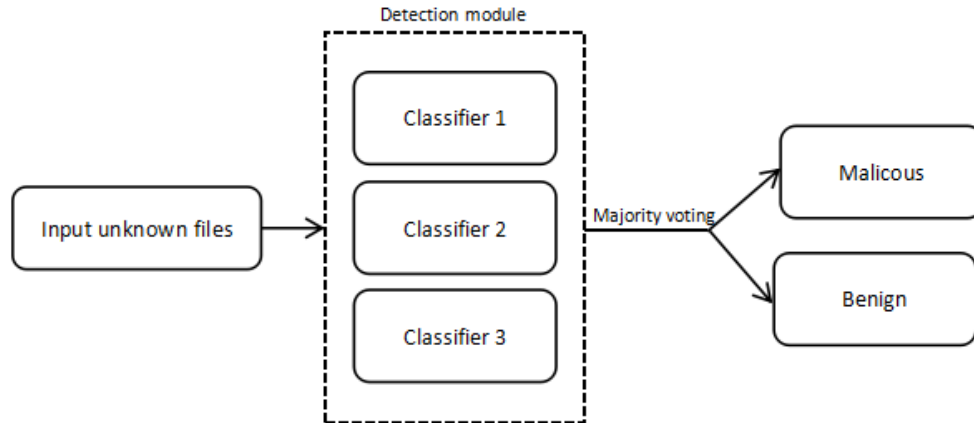 Detection module
Classifier 1
Input unknown files
Classifier 2
Classifier 3
Majority voting
Malicous
Benign